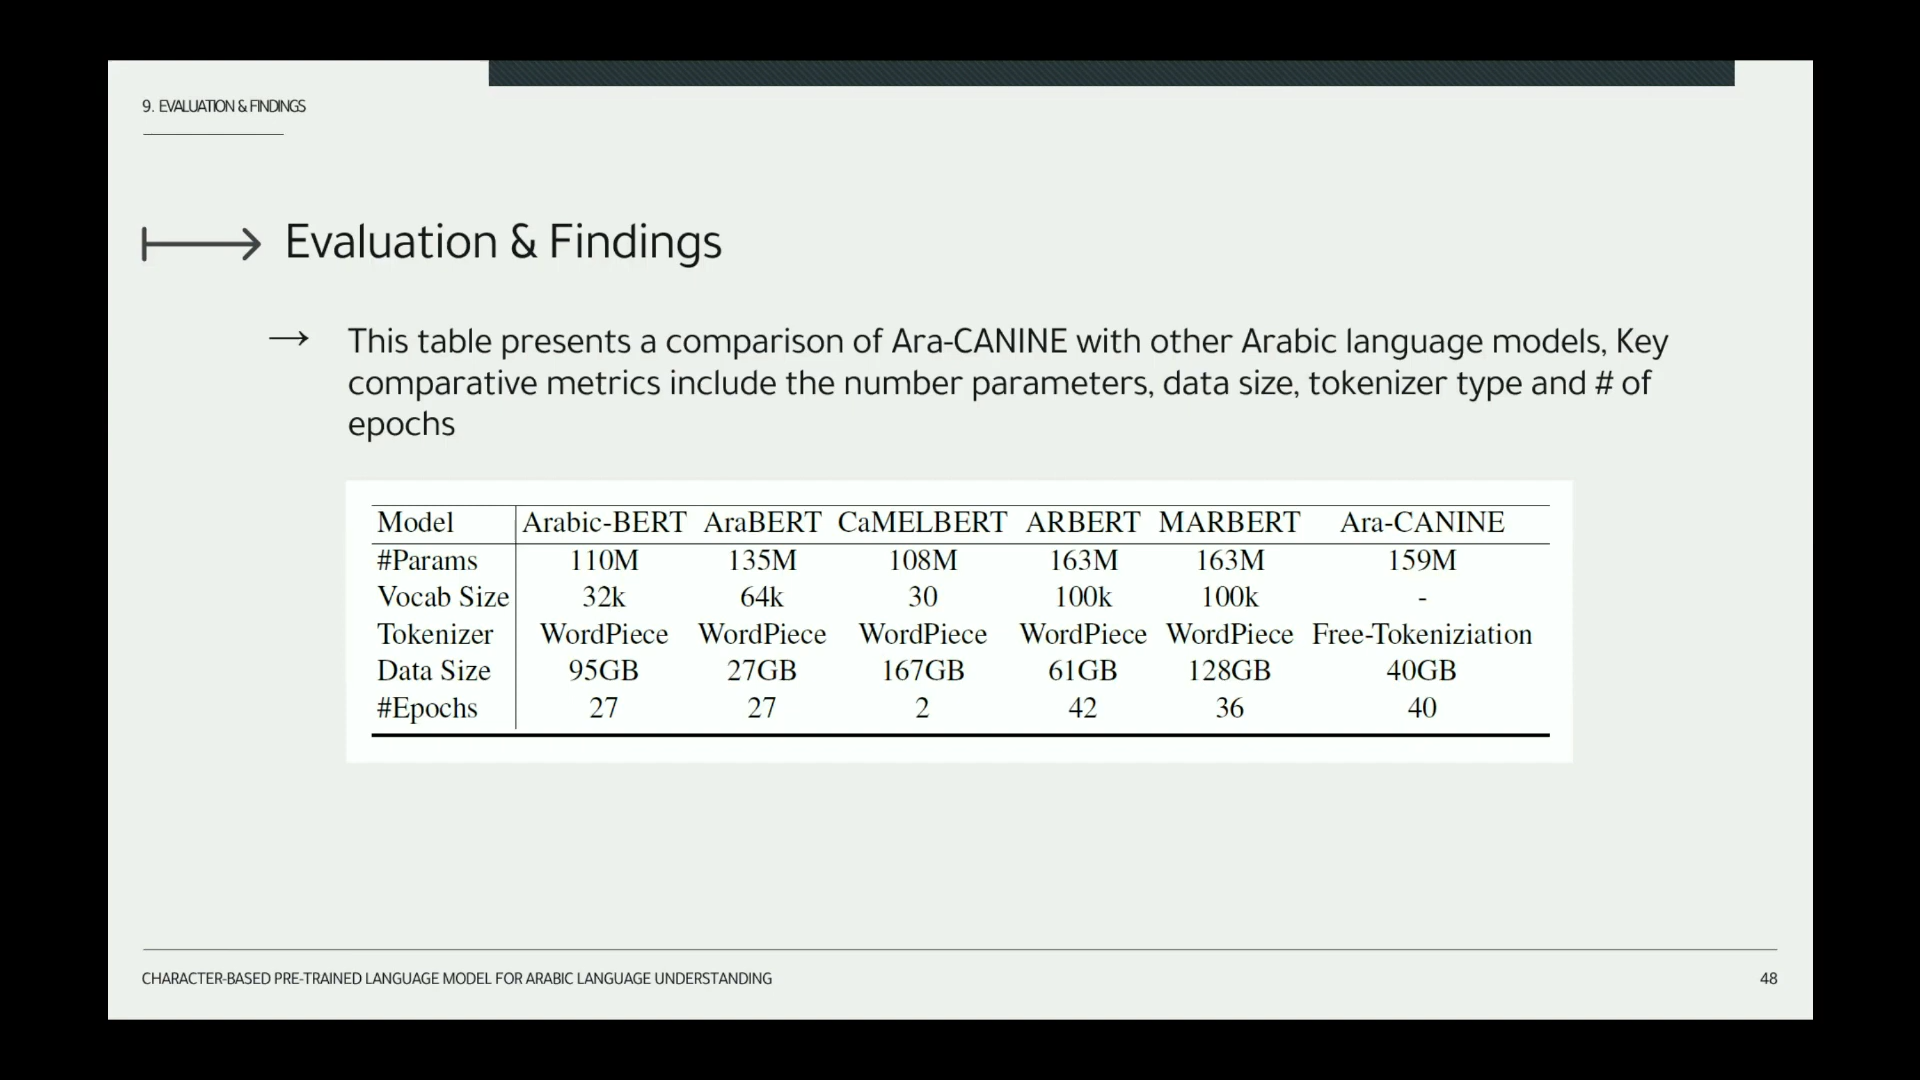 9. EVALUATION & FINDINGS
Evaluation & Findings
→ This table presents a comparison of Ara-CANINE with other Arabic language models, Key
comparative metrics include the number parameters, data size, tokenizer type and # of
epochs
Model Arabic-BERT AraBERT CaMELBERT ARBERT MARBERT Ara-CANINE
#Params 110M 135M 108M 163M 163M 159M
Vocab Size 32k 64k 30 100k 100k -
Tokenizer WordPiece WordPiece WordPiece WordPiece WordPiece Free-Tokeniziation
Data Size 95GB 27GB 167GB 61GB 128GB 40GB
#Epochs 27 27 2 42 36 40
CHARACTER-BASED PRE-TRAINED LANGUAGE MODEL FOR ARABIC LANGUAGE UNDERSTANDING 48